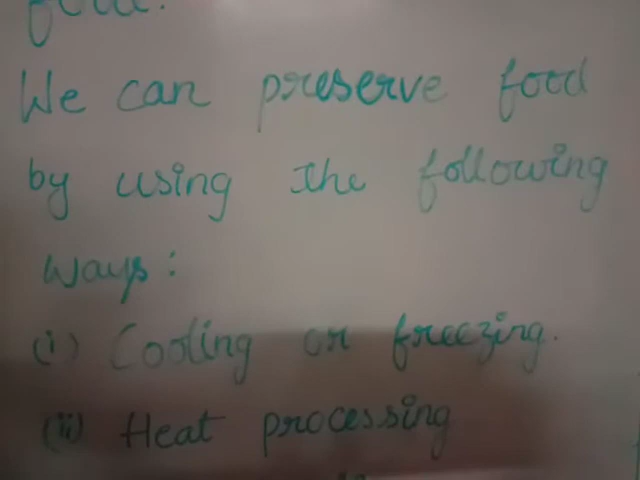 We can preserve food
by using the following
ways:
(i) Cooling or freezing.
(ii) Heat processing